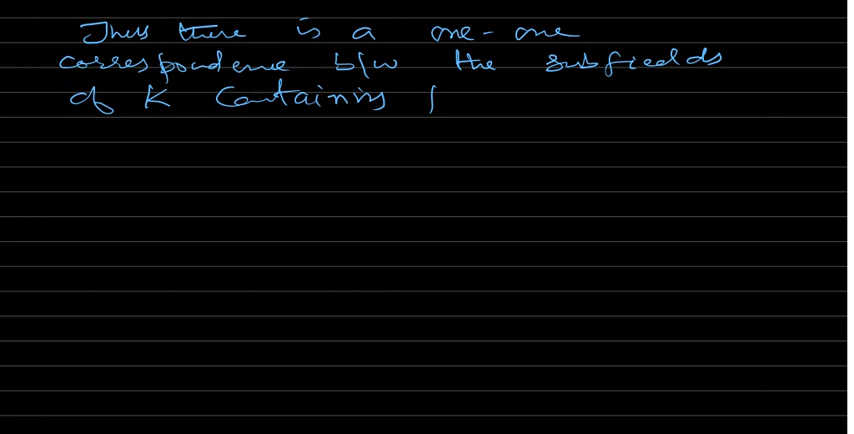 Thus there is a one-one
correspondence b/w the subfields
of K Containing